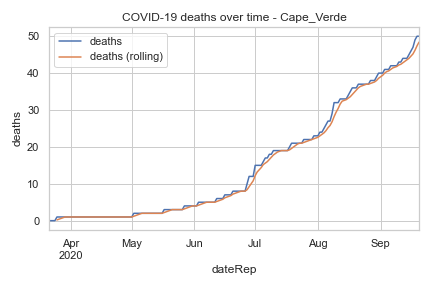 COVID-19 deaths over time - Cape_Verde
deaths
deaths (rolling)
50
40
30
20
10
0
deaths
Apr
2020
May
Jun
Jul
Aug
Sep
dateRep